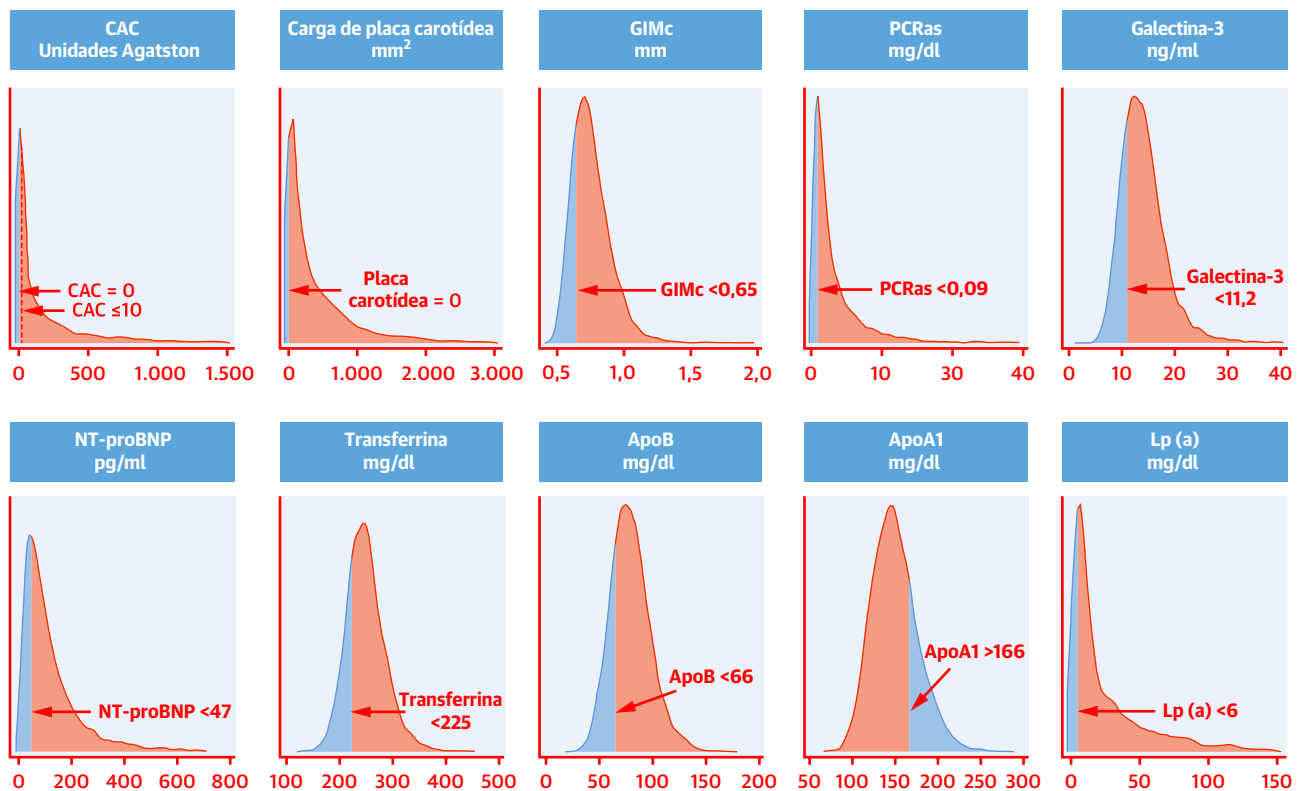 CAC
Unidades Agatston
Carga de placa carotídea
mm²
GIMc
mm
PCRas
mg/dl
Galectina-3
ng/ml
CAC = 0
CAC ≤10
Placa
carotídea = 0
GIMc <0,65
PCRas <0,09
Galectina-3
<11,2
0 500 1.000 1.500
0 1.000 2.000 3.000
0,5 1,0 1,5 2,0
0 10 30 40
0 10 20 30 40
NT-proBNP
pg/ml
Transferrina
mg/dl
ApoB
mg/dl
ApoA1
mg/dl
Lp (a)
mg/dl
NT-proBNP <47
Transferrina
<225
ApoB <66
ApoA1 >166
Lp (a) <6
0 200 400 600 800
100 200 300 400 500
0 50 100 150 200
50 100 150 200 250 300
0 50 100 150